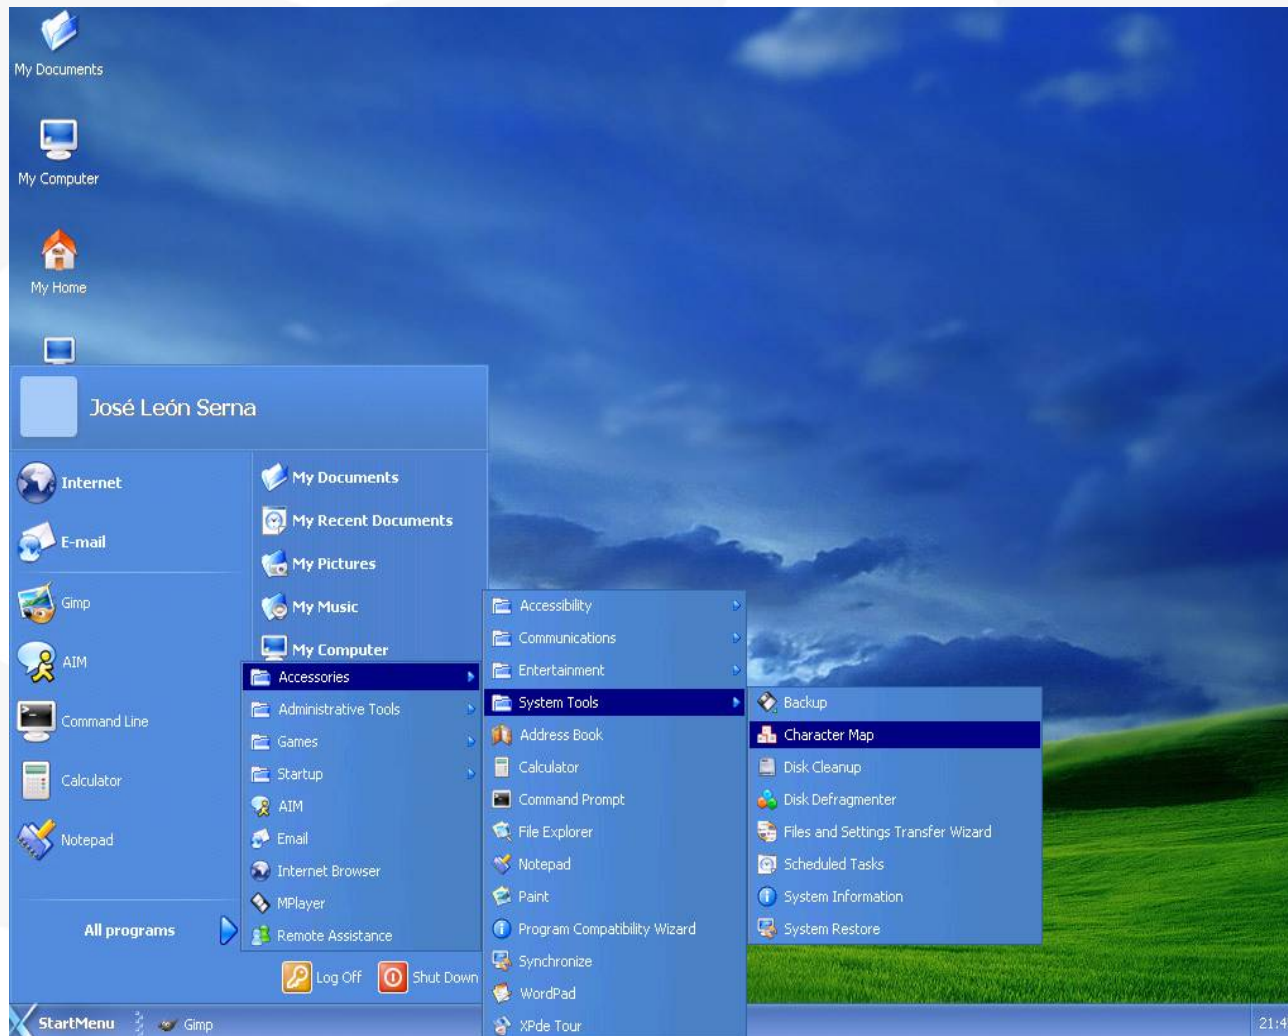 My Documents
My Computer
My Home
José León Serna
Internet
E-mail
Gimp
AIM
Command Line
Calculator
Notepad
All programs
My Documents
My Recent Documents
My Pictures
My Music
My Computer
Accessories
Administrative Tools
Games
Startup
AIM
Email
Internet Browser
MPlayer
Remote Assistance
Log Off
Shut Down
Accessibility
Communications
Entertainment
System Tools
Address Book
Calculator
Command Prompt
File Explorer
Notepad
Paint
Program Compatibility Wizard
Synchronize
WordPad
XPde Tour
Backup
Character Map
Disk Cleanup
Disk Defragmenter
Files and Settings Transfer Wizard
Scheduled Tasks
System Information
System Restore
StartMenu
Gimp